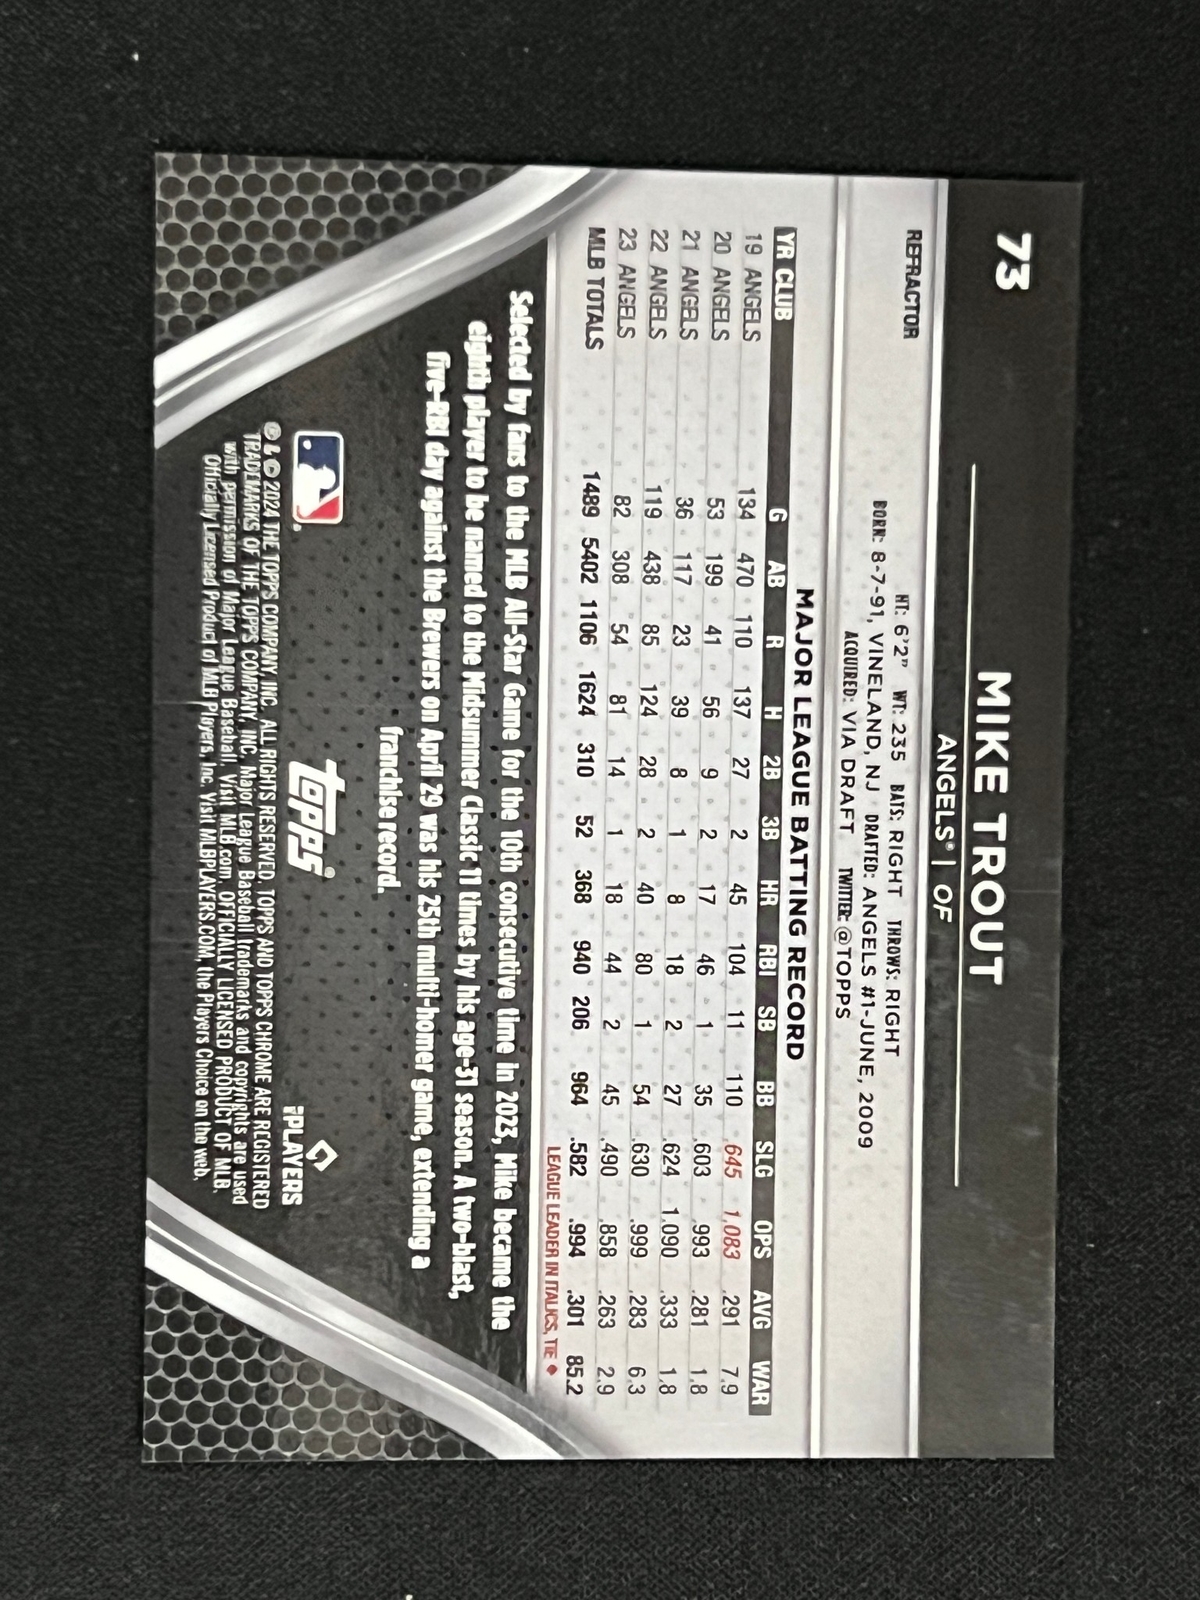 73
MIKE TROUT
ANGELS® | OF
REFRACTOR
HT: 6'2" WT: 235 BATS: RIGHT THROWS: RIGHT
BORN: 8-7-91, VINELAND, NJ DRAFTED: ANGELS #1-JUNE, 2009
ACQUIRED: VIA DRAFT TWITTER: @TOPPS
MAJOR LEAGUE BATTING RECORD
YR CLUB G AB R H 2B 3B HR RBI SB BB SLG OPS AVG WAR
19 ANGELS 134 470 110 137 27 2 45 104 11 110 .645 1.083 .291 7.9
20 ANGELS 53 199 41 56 9 2 17 46 1 35 .603 .993 .281 1.8
21 ANGELS 36 117 23 39 8 1 8 18 2 27 .624 1.090 .333 1.8
22 ANGELS 119 438 85 124 28 2 40 80 1 54 .630 .999 .283 6.3
23 ANGELS 82 308 54 81 14 1 18 44 2 45 .490 .858 .263 2.9
MLB TOTALS 1489 5402 1106 1624 310 52 368 940 206 964 .582 .994 .301 85.2
LEAGUE LEADER IN ITALICS, TIE ♦
Selected by fans to the MLB All-Star Game for the 10th consecutive time in 2023, Mike became the
eighth player to be named to the Midsummer Classic 11 times by his age-31 season. A two-blast,
five-RBI day against the Brewers on April 29 was his 25th multi-homer game, extending a
franchise record.
topps®
PLAYERS
® & © 2024 THE TOPPS COMPANY, INC. ALL RIGHTS RESERVED. TOPPS AND TOPPS CHROME ARE REGISTERED
TRADEMARKS OF THE TOPPS COMPANY, INC. Major League Baseball trademarks and copyrights are used
with permission of Major League Baseball. Visit MLB.com. OFFICIALLY LICENSED PRODUCT OF MLB
Officially Licensed Product of MLB Players, Inc. Visit MLBPLAYERS.COM, the Players Choice on the web.